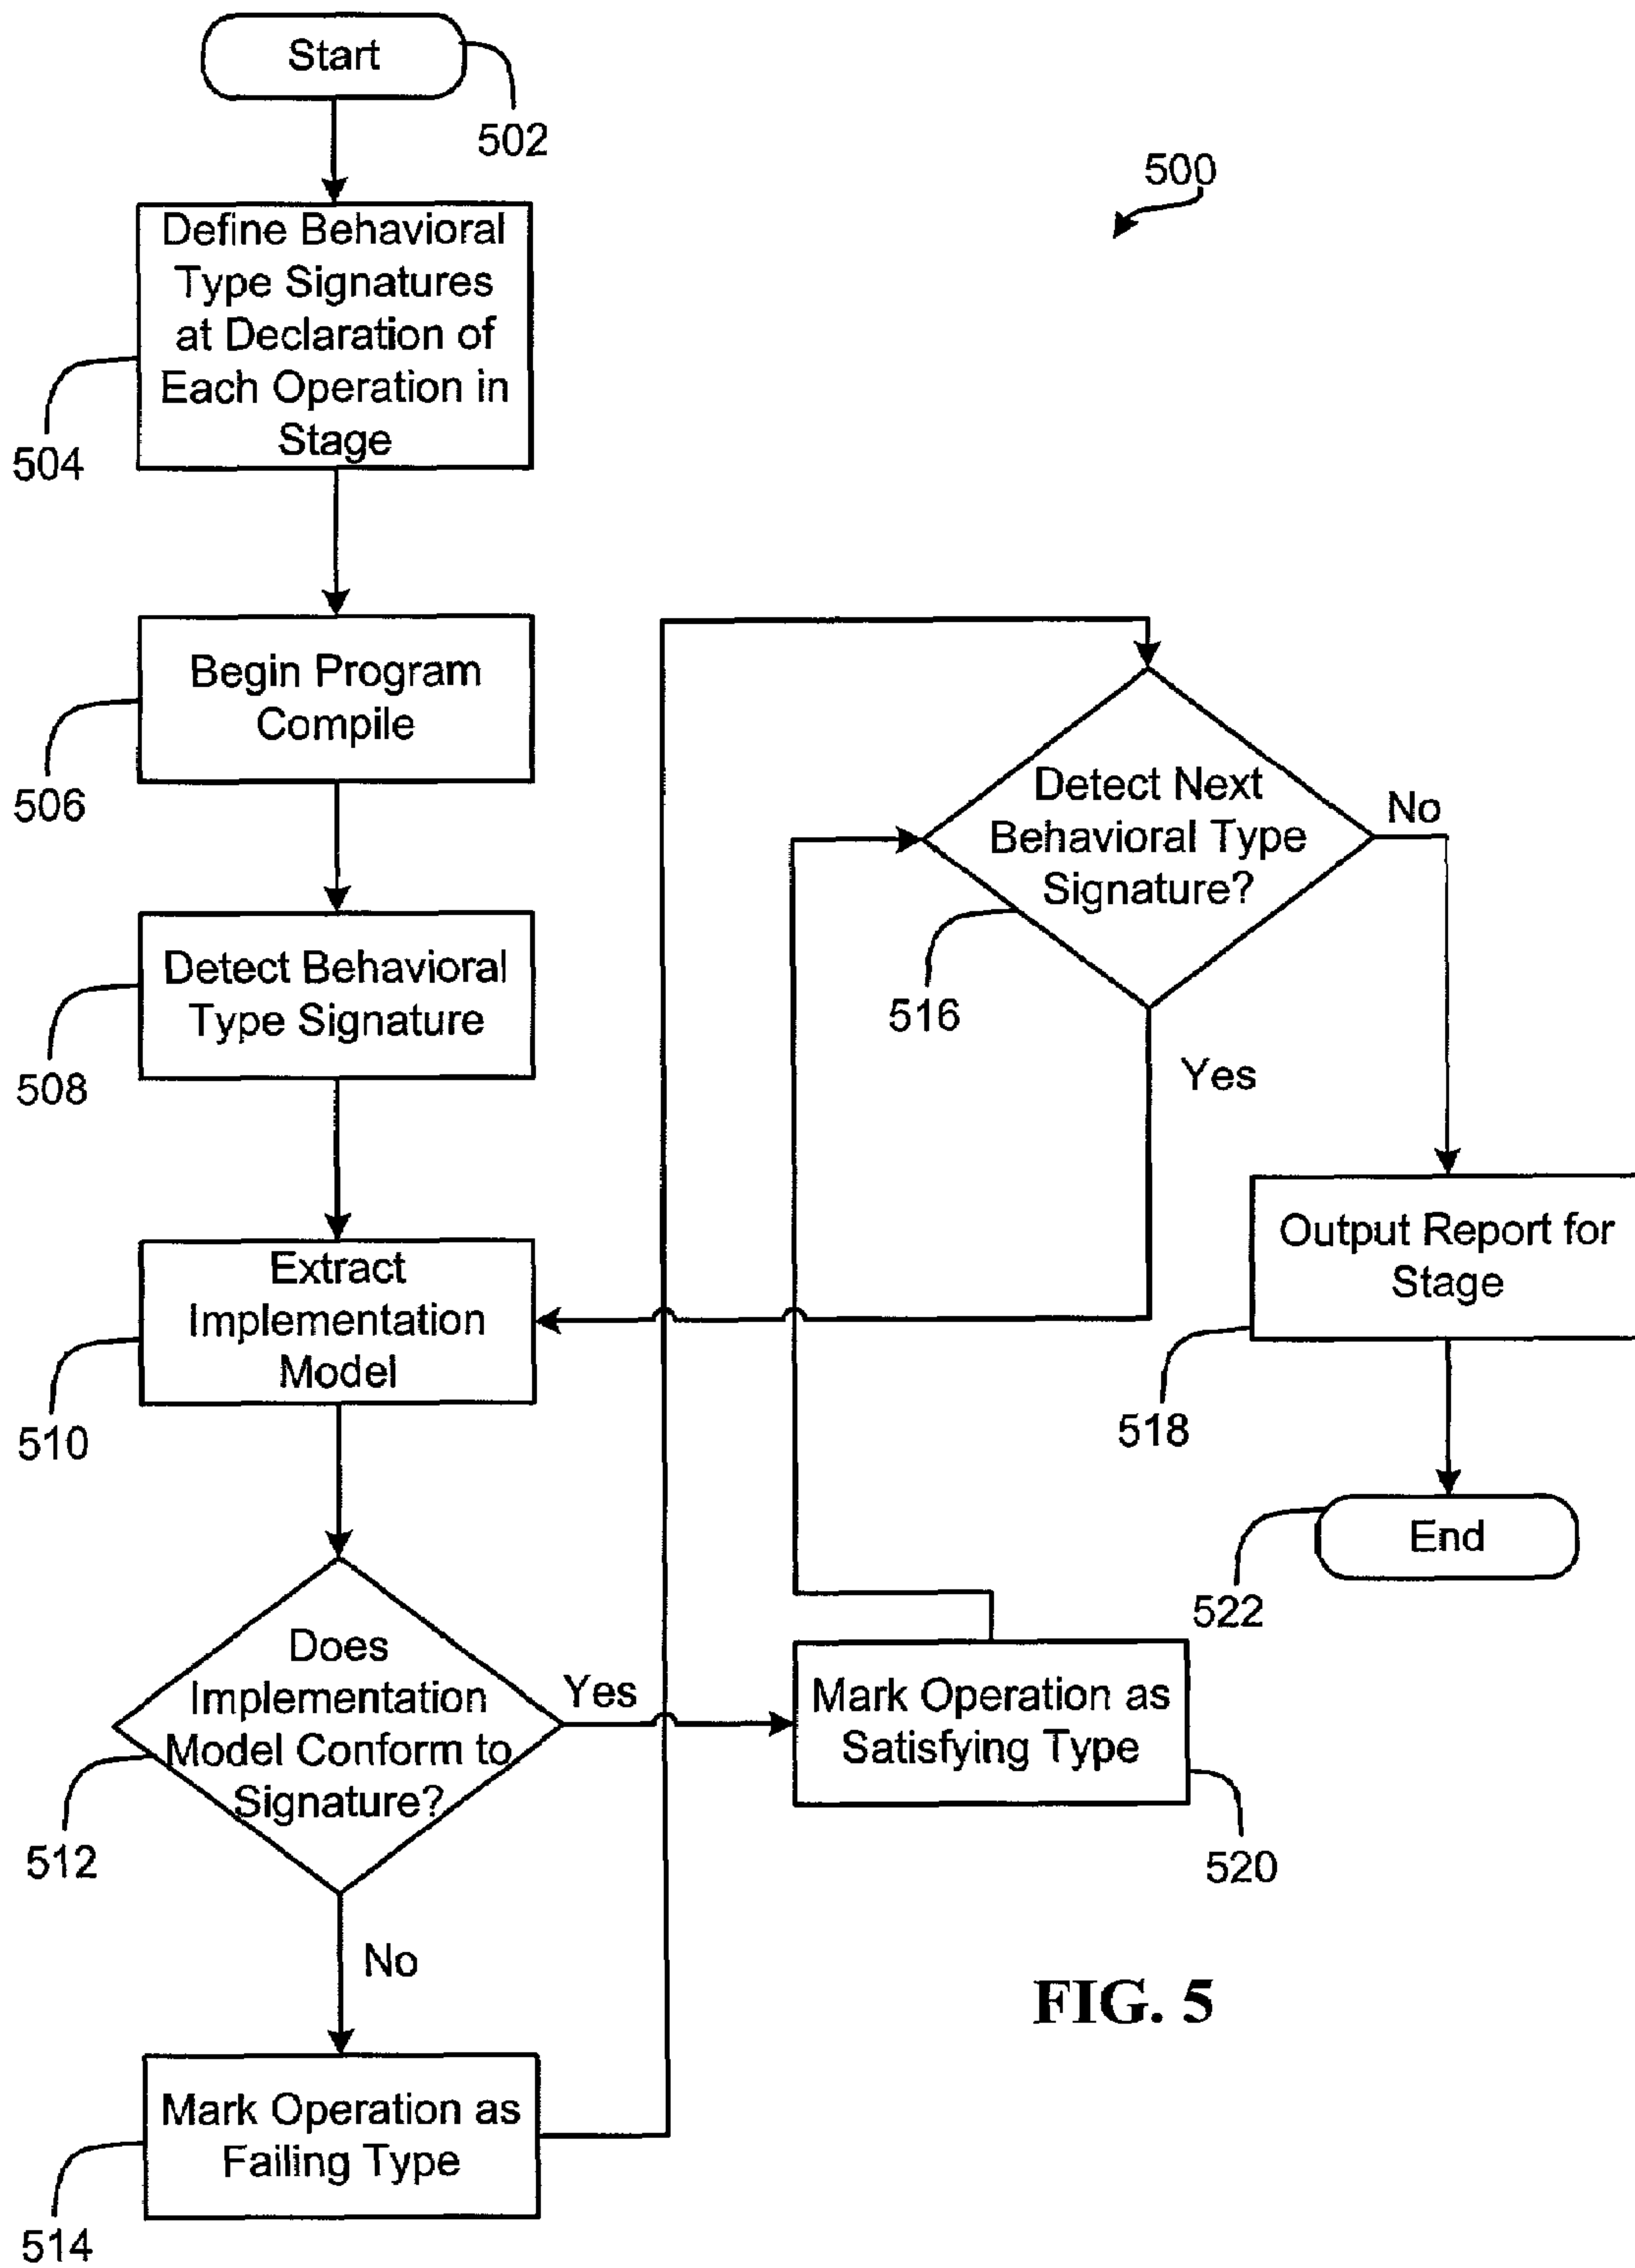 Start
502
500
Define Behavioral
Type Signatures
at Declaration of
Each Operation in
Stage
504
Begin Program
Compile
506
Detect Next
Behavioral Type
Signature?
No
516
Yes
Detect Behavioral
Type Signature
508
Output Report for
Stage
518
Extract
Implementation
Model
510
End
522
Does
Implementation
Model Conform to
Signature?
Yes
512
Mark Operation as
Satisfying Type
520
No
FIG. 5
Mark Operation as
Failing Type
514